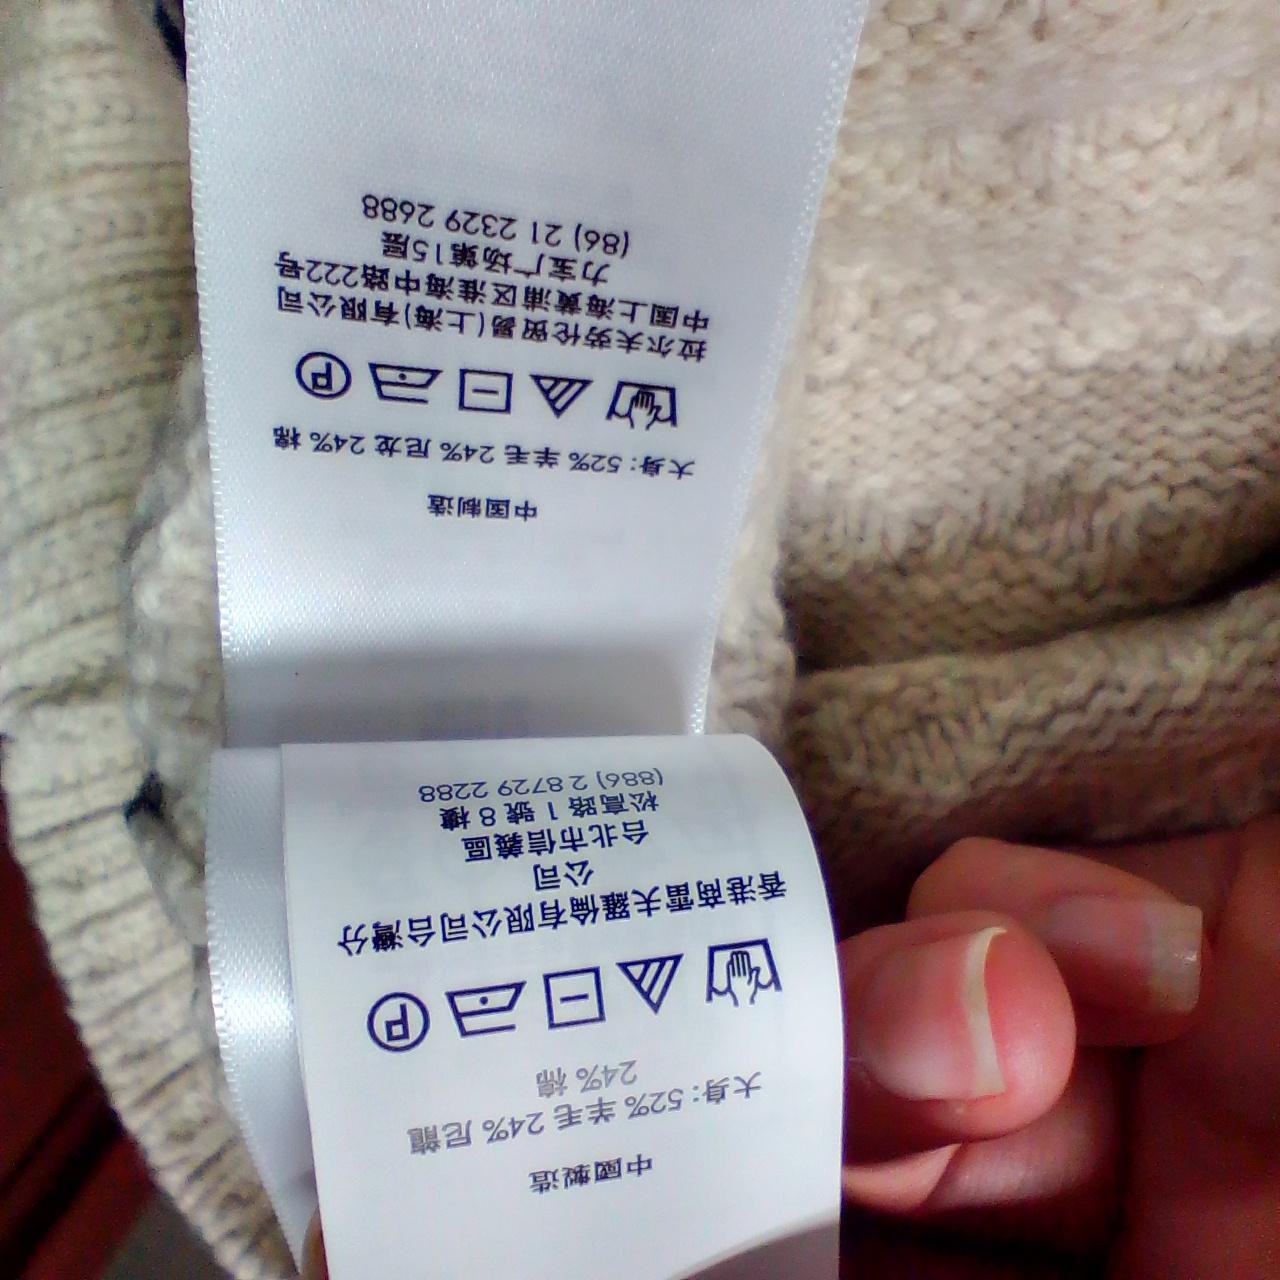 中国制造
大身: 52% 羊毛 24% 尼龙 24% 棉
拉尔夫劳伦贸易(上海)有限公司
中国上海黄浦区淮海中路222号
力宝广场第15层
(86) 21 2329 2688
中國製造
大身: 52% 羊毛 24% 尼龍
24% 棉
香港商雷夫羅倫有限公司台灣分
公司
台北市信義區
松高路 1 號 8 樓
(886) 2 8729 2288